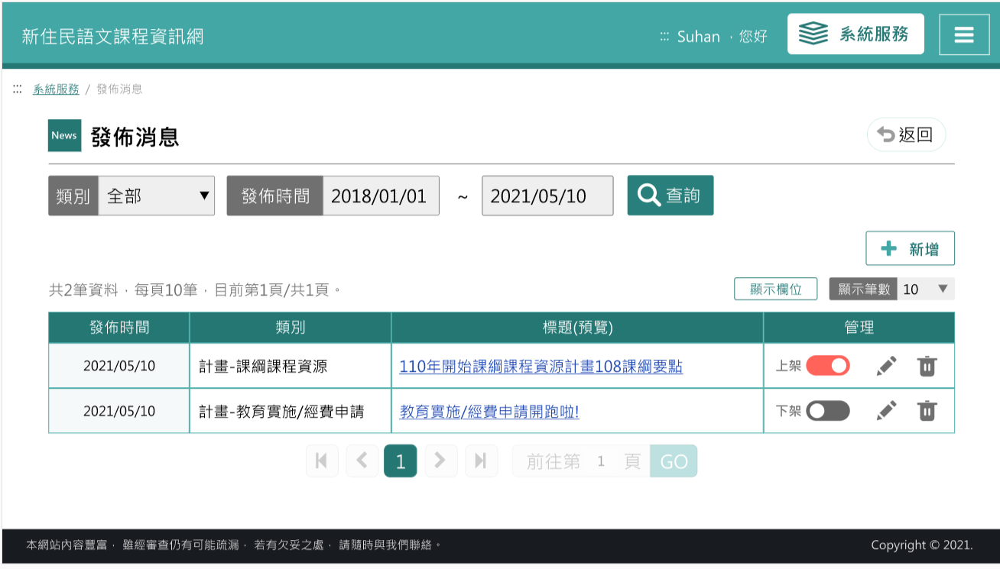 新住民語文課程資訊網
::: Suhan，您好
系統服務
::: 系統服務 / 發佈消息
News 發佈消息
返回
類別 全部 ▼ 發佈時間 2018/01/01 ~ 2021/05/10 查詢
新增
共2筆資料，每頁10筆，目前第1頁/共1頁。
顯示欄位 顯示筆數 10 ▼
發佈時間 類別 標題(預覽) 管理
2021/05/10 計畫-課綱課程資源 110年開始課綱課程資源計畫108課綱要點 上架
2021/05/10 計畫-教育實施/經費申請 教育實施/經費申請開跑啦! 下架
1 前往第 1 頁 GO
本網站內容豐富，雖經審查仍有可能疏漏，若有欠妥之處，請隨時與我們聯絡。
Copyright © 2021.